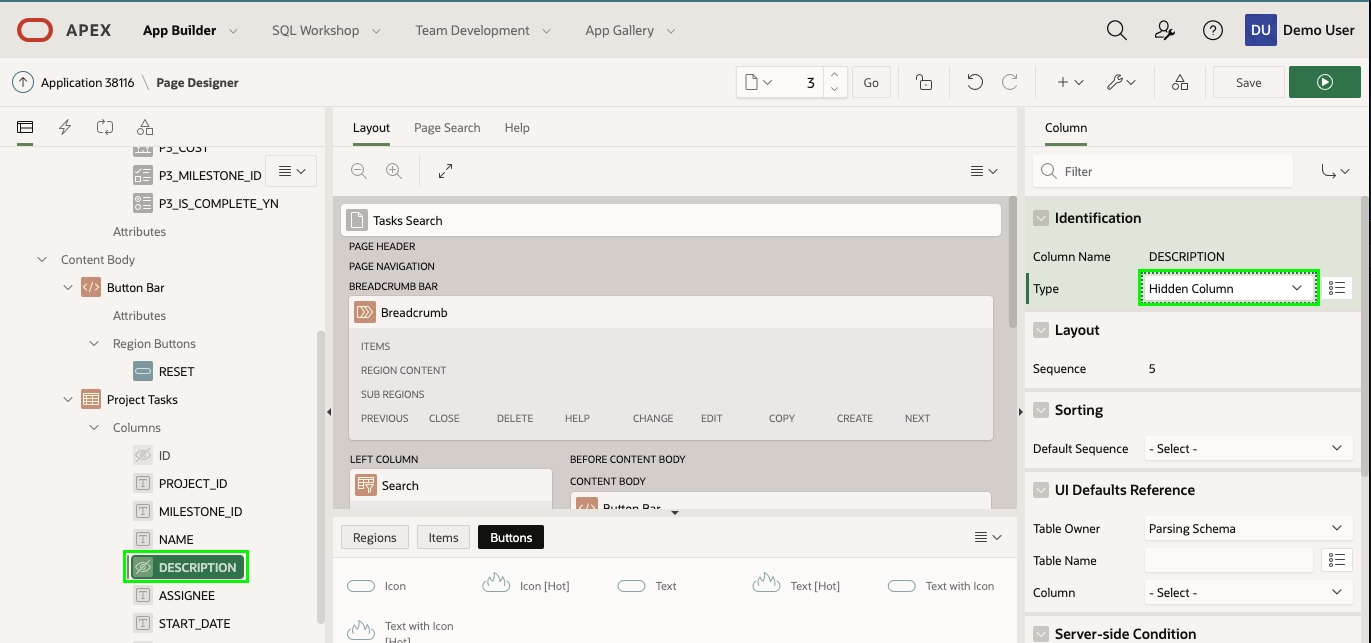 APEX App Builder SQL Workshop Team Development App Gallery DU Demo User
Application 38116 \ Page Designer 3 Go Save
Layout Page Search Help
Column
P3_COST
P3_MILESTONE_ID
P3_IS_COMPLETE_YN
Attributes
Content Body
Button Bar
Attributes
Region Buttons
RESET
Project Tasks
Columns
ID
PROJECT_ID
MILESTONE_ID
NAME
DESCRIPTION
ASSIGNEE
START_DATE
Tasks Search
PAGE HEADER
PAGE NAVIGATION
BREADCRUMB BAR
Breadcrumb
ITEMS
REGION CONTENT
SUB REGIONS
PREVIOUS CLOSE DELETE HELP CHANGE EDIT COPY CREATE NEXT
LEFT COLUMN
Search
BEFORE CONTENT BODY
CONTENT BODY
Button Bar
Regions Items Buttons
Icon Icon [Hot] Text Text [Hot] Text with Icon
Text with Icon
[Hot]
Filter
Identification
Column Name DESCRIPTION
Type Hidden Column
Layout
Sequence 5
Sorting
Default Sequence - Select -
UI Defaults Reference
Table Owner Parsing Schema
Table Name
Column - Select -
Server-side Condition